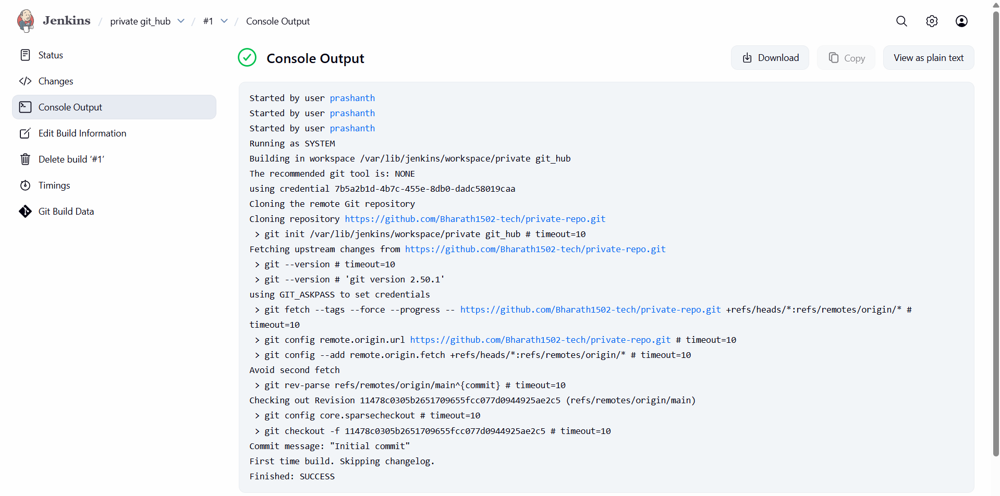 Jenkins / private git_hub / #1 / Console Output
Status
Changes
Console Output
Edit Build Information
Delete build ‘#1’
Timings
Git Build Data
Console Output
Download
Copy
View as plain text
Started by user prashanth
Started by user prashanth
Started by user prashanth
Running as SYSTEM
Building in workspace /var/lib/jenkins/workspace/private git_hub
The recommended git tool is: NONE
using credential 7b5a2b1d-4b7c-455e-8db0-dadc58019caa
Cloning the remote Git repository
Cloning repository https://github.com/Bharath1502-tech/private-repo.git
 > git init /var/lib/jenkins/workspace/private git_hub # timeout=10
Fetching upstream changes from https://github.com/Bharath1502-tech/private-repo.git
 > git --version # timeout=10
 > git --version # 'git version 2.50.1'
using GIT_ASKPASS to set credentials
 > git fetch --tags --force --progress -- https://github.com/Bharath1502-tech/private-repo.git +refs/heads/*:refs/remotes/origin/* #
timeout=10
 > git config remote.origin.url https://github.com/Bharath1502-tech/private-repo.git # timeout=10
 > git config --add remote.origin.fetch +refs/heads/*:refs/remotes/origin/* # timeout=10
Avoid second fetch
 > git rev-parse refs/remotes/origin/main^{commit} # timeout=10
Checking out Revision 11478c0305b2651709655fcc077d0944925ae2c5 (refs/remotes/origin/main)
 > git config core.sparsecheckout # timeout=10
 > git checkout -f 11478c0305b2651709655fcc077d0944925ae2c5 # timeout=10
Commit message: "Initial commit"
First time build. Skipping changelog.
Finished: SUCCESS